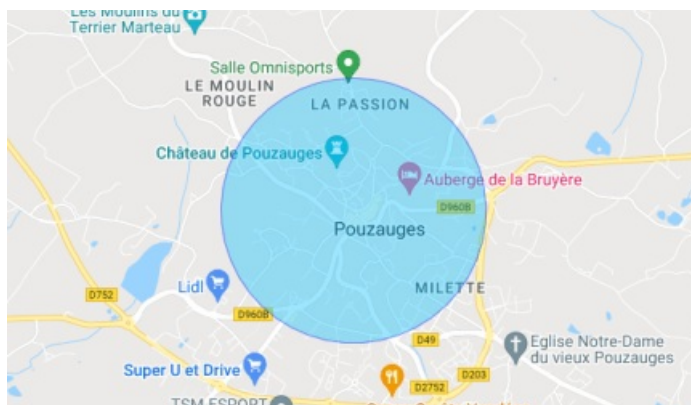 Les Moulins du
Terrier Marteau
Salle Omnisports
LE MOULIN
ROUGE
LA PASSION
Château de Pouzauges
Auberge de la Bruyère
D960B
Pouzauges
Lidl
MILETTE
D752
D960B
D49
Eglise Notre-Dame
du vieux Pouzauges
Super U et Drive
D203
D2752
TSM ESPORT